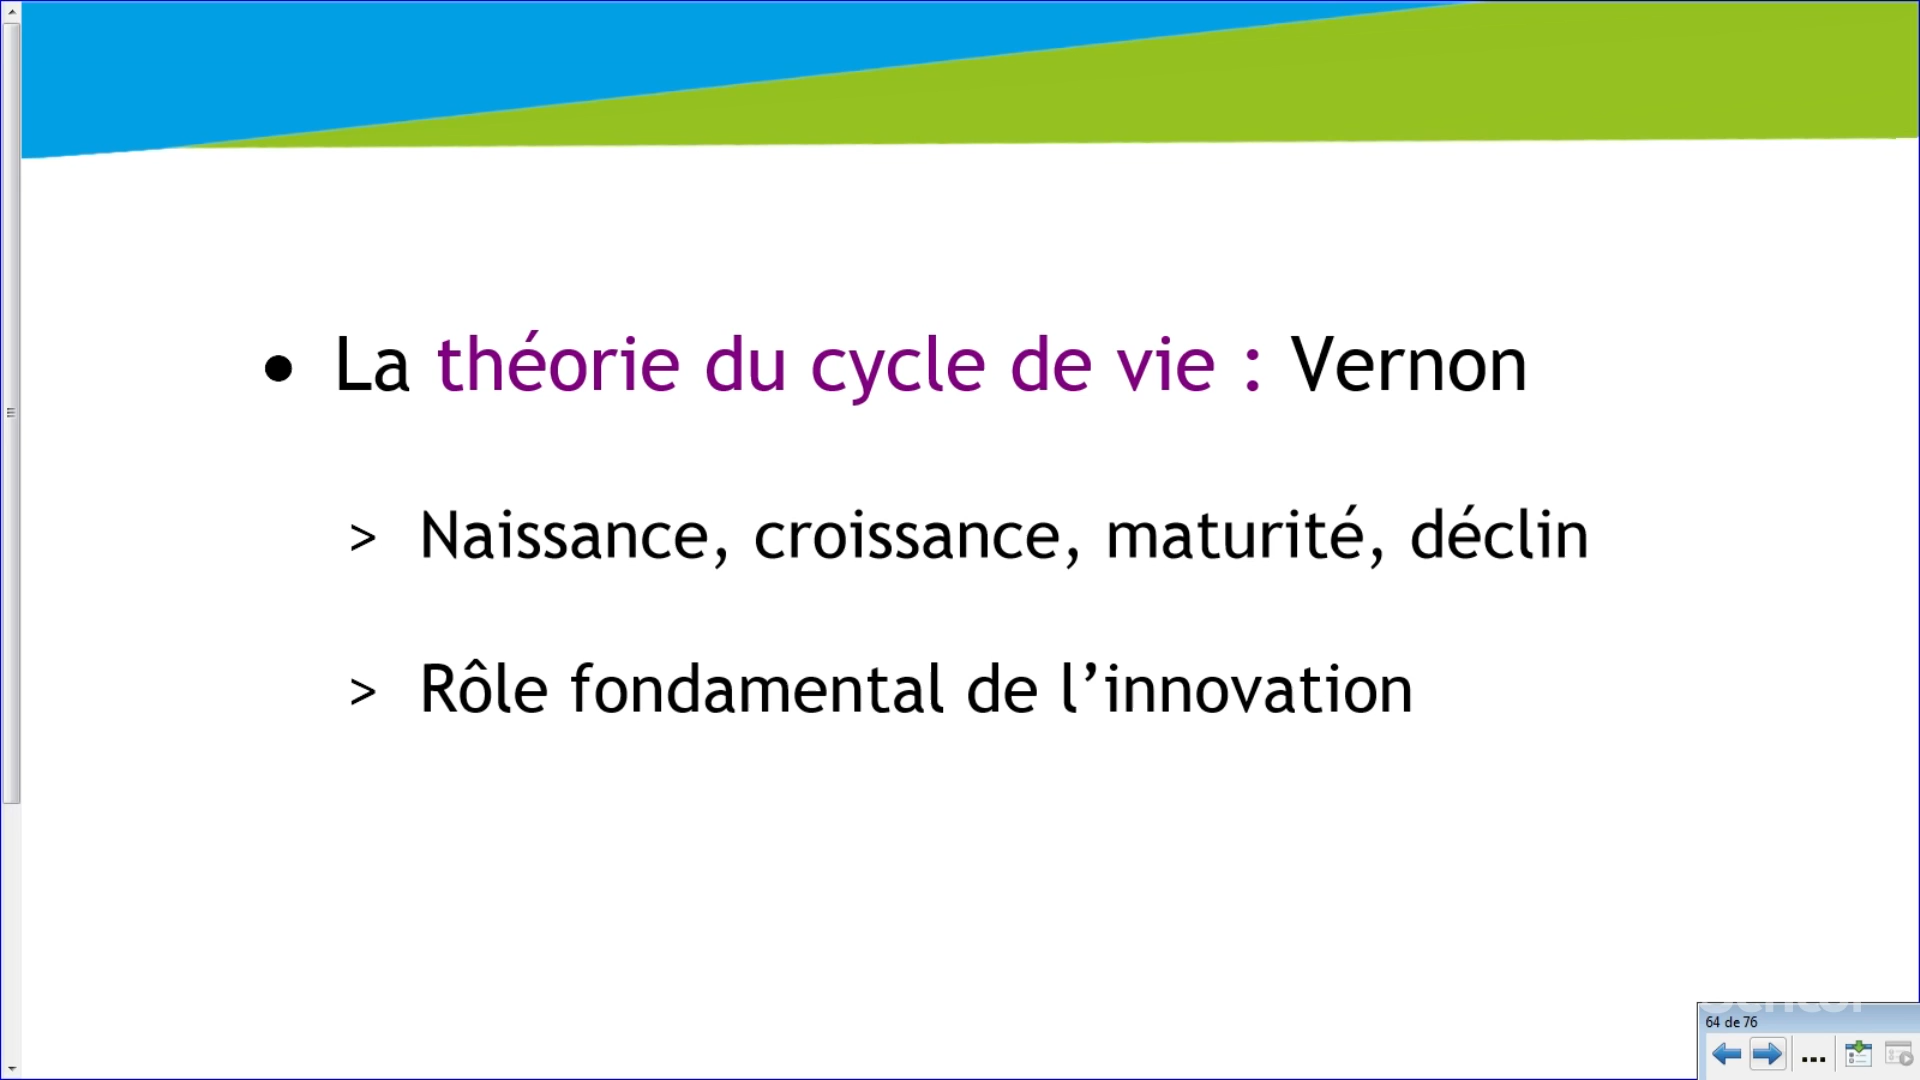 • La théorie du cycle de vie : Vernon
> Naissance, croissance, maturité, déclin
> Rôle fondamental de l’innovation
64 de 76
...